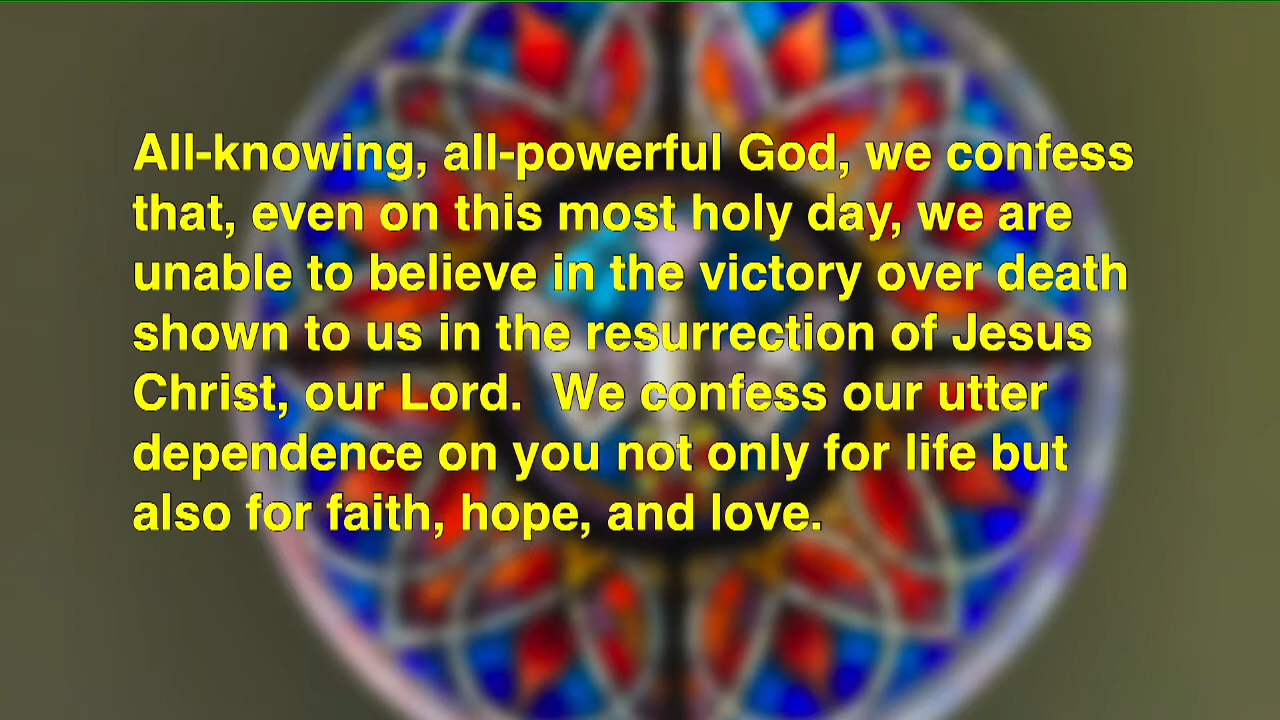 All-knowing, all-powerful God, we confess
that, even on this most holy day, we are
unable to believe in the victory over death
shown to us in the resurrection of Jesus
Christ, our Lord.  We confess our utter
dependence on you not only for life but
also for faith, hope, and love.